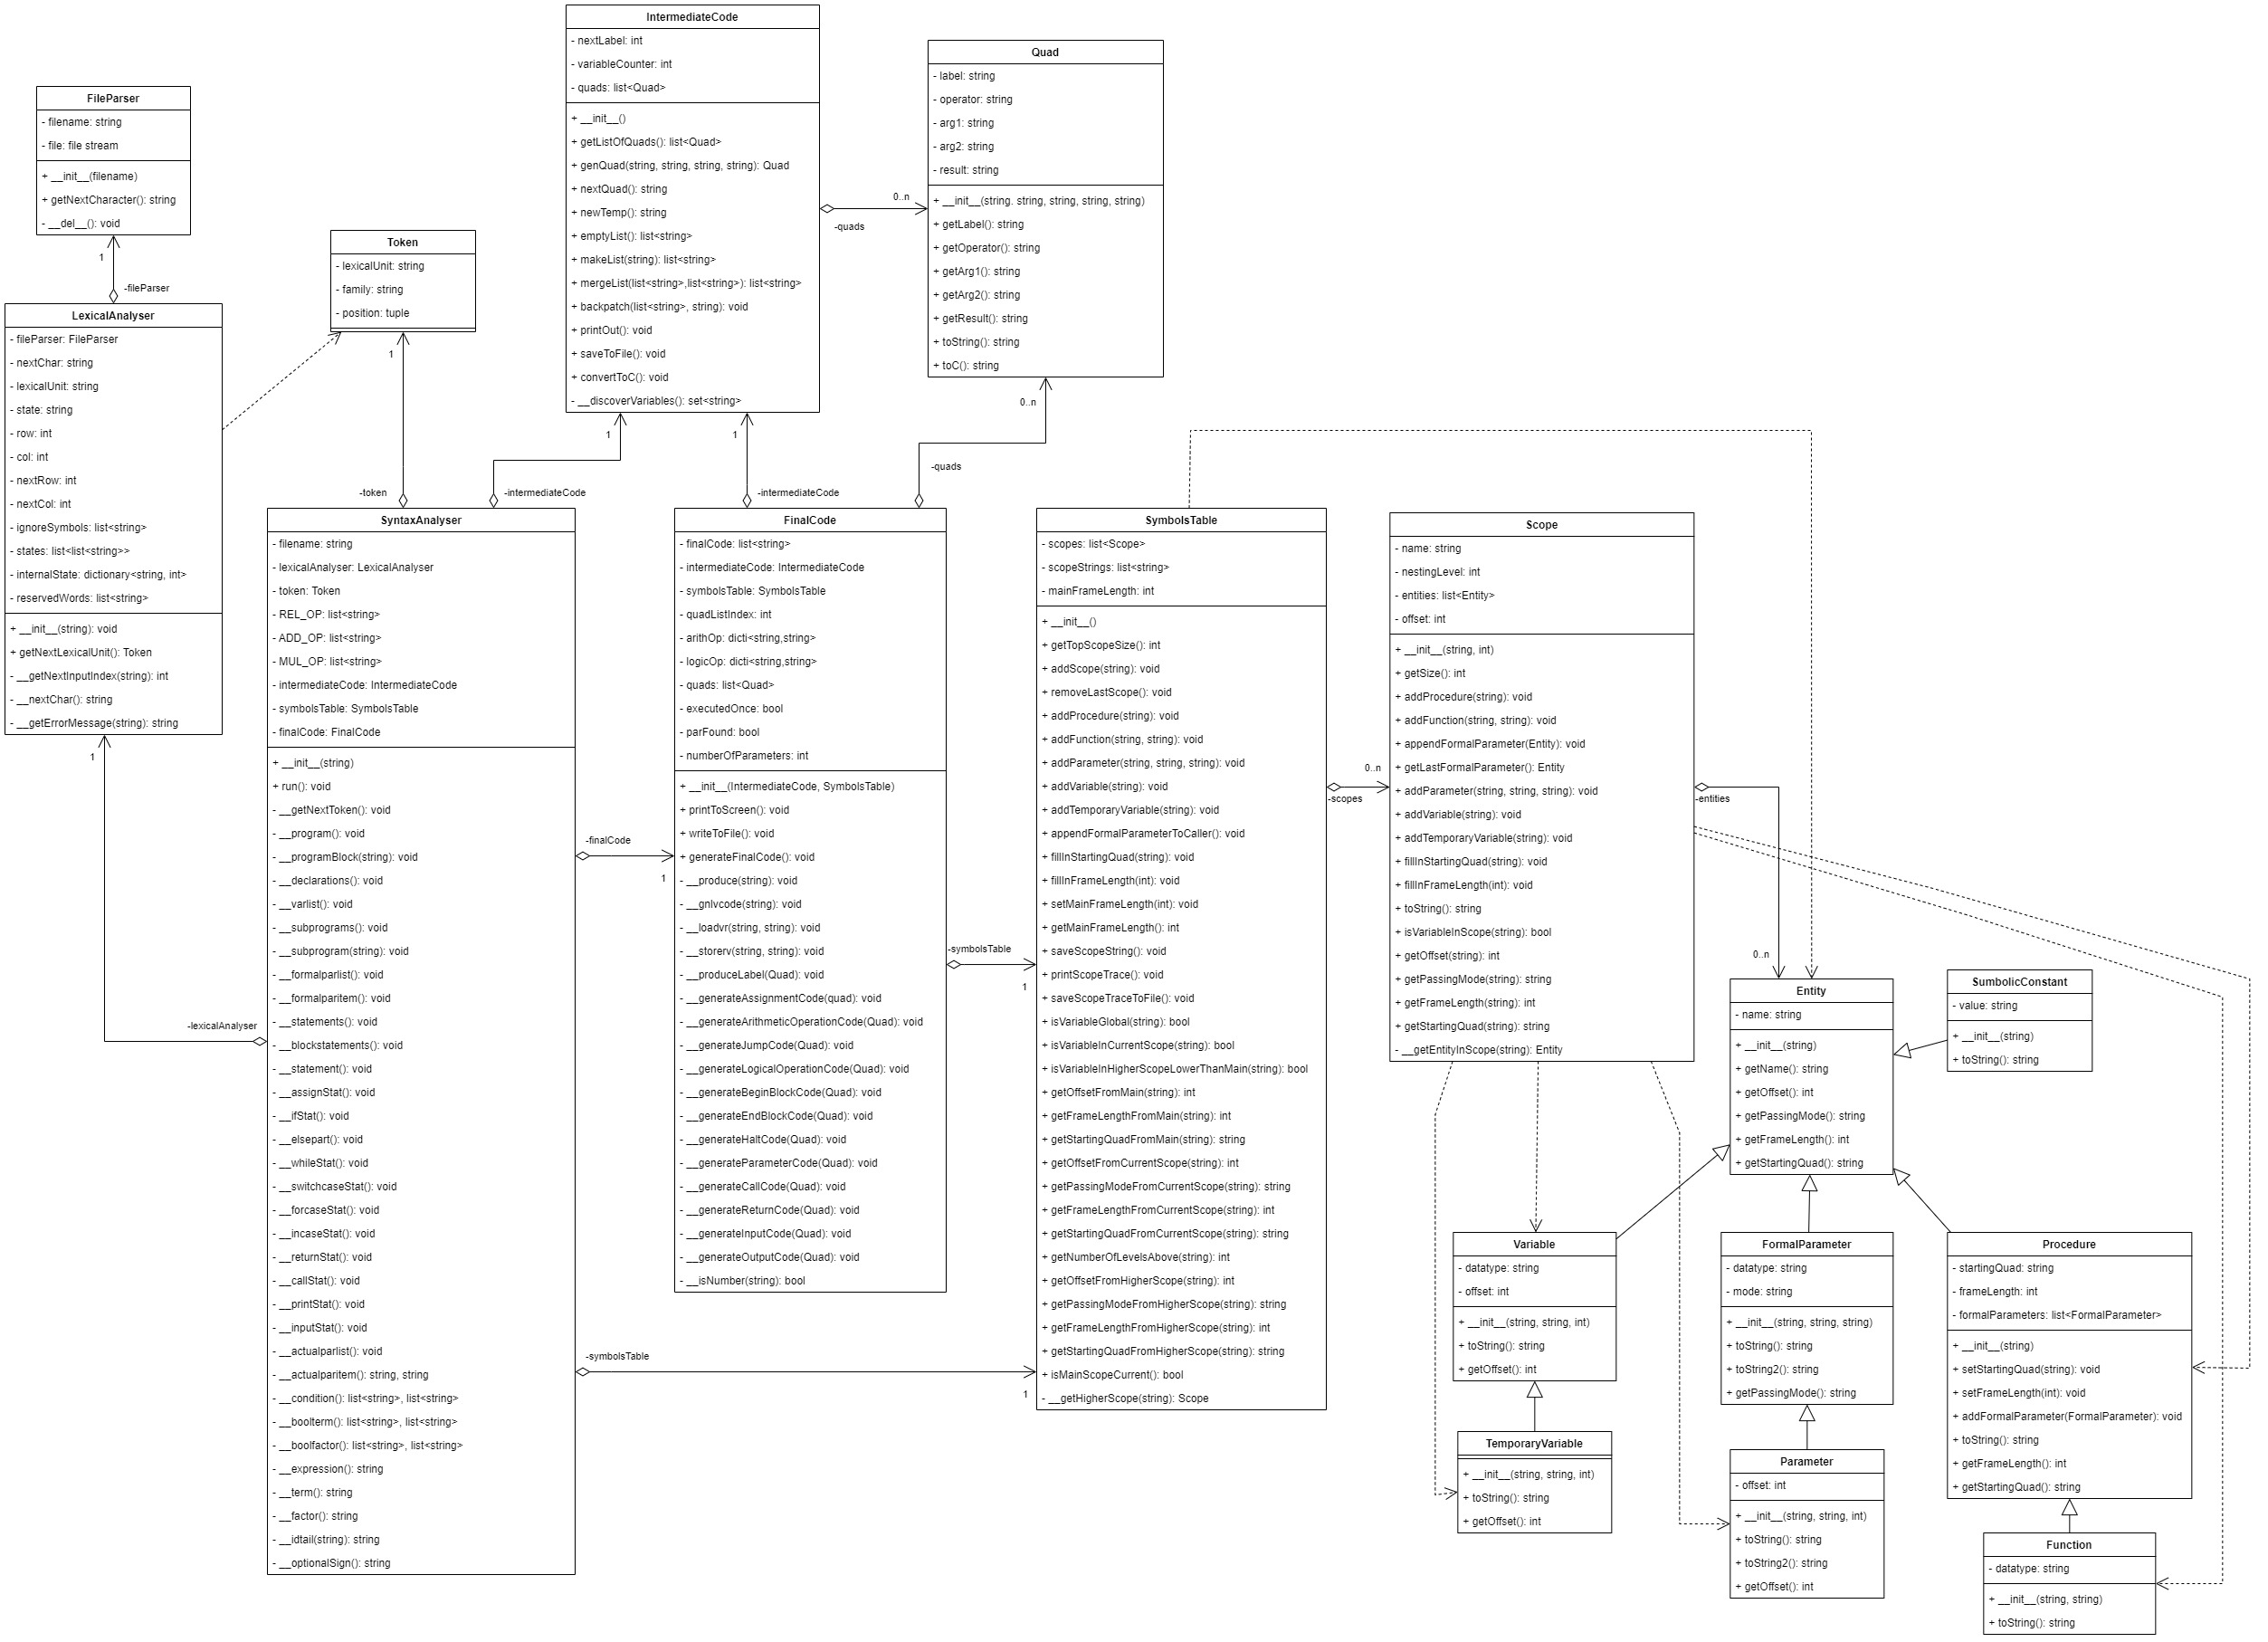 IntermediateCode
- nextLabel: int
- variableCounter: int
- quads: list<Quad>
+ __init__()
+ getListOfQuads(): list<Quad>
+ genQuad(string, string, string, string): Quad
+ nextQuad(): string
+ newTemp(): string
+ emptyList(): list<string>
+ makeList(string): list<string>
+ mergeList(list<string>,list<string>): list<string>
+ backpatch(list<string>, string): void
+ printOut(): void
+ saveToFile(): void
+ convertToC(): void
- __discoverVariables(): set<string>
Quad
- label: string
- operator: string
- arg1: string
- arg2: string
- result: string
+ __init__(string. string, string, string, string)
+ getLabel(): string
+ getOperator(): string
+ getArg1(): string
+ getArg2(): string
+ getResult(): string
+ toString(): string
+ toC(): string
0..n
-quads
0..n
-quads
FileParser
- filename: string
- file: file stream
+ __init__(filename)
+ getNextCharacter(): string
- __del__(): void
1
-fileParser
Token
- lexicalUnit: string
- family: string
- position: tuple
1
-token
1
-intermediateCode
1
-intermediateCode
LexicalAnalyser
- fileParser: FileParser
- nextChar: string
- lexicalUnit: string
- state: string
- row: int
- col: int
- nextRow: int
- nextCol: int
- ignoreSymbols: list<string>
- states: list<list<string>>
- internalState: dictionary<string, int>
- reservedWords: list<string>
+ __init__(string): void
+ getNextLexicalUnit(): Token
- __getNextInputIndex(string): int
- __nextChar(): string
- __getErrorMessage(string): string
1
-lexicalAnalyser
SyntaxAnalyser
- filename: string
- lexicalAnalyser: LexicalAnalyser
- token: Token
- REL_OP: list<string>
- ADD_OP: list<string>
- MUL_OP: list<string>
- intermediateCode: IntermediateCode
- symbolsTable: SymbolsTable
- finalCode: FinalCode
+ __init__(string)
+ run(): void
- __getNextToken(): void
- __program(): void
- __programBlock(string): void
- __declarations(): void
- __varlist(): void
- __subprograms(): void
- __subprogram(string): void
- __formalparlist(): void
- __formalparitem(): void
- __statements(): void
- __blockstatements(): void
- __statement(): void
- __assignStat(): void
- __ifStat(): void
- __elsepart(): void
- __whileStat(): void
- __switchcaseStat(): void
- __forcaseStat(): void
- __incaseStat(): void
- __returnStat(): void
- __callStat(): void
- __printStat(): void
- __inputStat(): void
- __actualparlist(): void
- __actualparitem(): string, string
- __condition(): list<string>, list<string>
- __boolterm(): list<string>, list<string>
- __boolfactor(): list<string>, list<string>
- __expression(): string
- __term(): string
- __factor(): string
- __idtail(string): string
- __optionalSign(): string
-finalCode
1
-symbolsTable
1
FinalCode
- finalCode: list<string>
- intermediateCode: IntermediateCode
- symbolsTable: SymbolsTable
- quadListIndex: int
- arithOp: dicti<string,string>
- logicOp: dicti<string,string>
- quads: list<Quad>
- executedOnce: bool
- parFound: bool
- numberOfParameters: int
+ __init__(IntermediateCode, SymbolsTable)
+ printToScreen(): void
+ writeToFile(): void
+ generateFinalCode(): void
- __produce(string): void
- __gnlvcode(string): void
- __loadvr(string, string): void
- __storerv(string, string): void
- __produceLabel(Quad): void
- __generateAssignmentCode(quad): void
- __generateArithmeticOperationCode(Quad): void
- __generateJumpCode(Quad): void
- __generateLogicalOperationCode(Quad): void
- __generateBeginBlockCode(Quad): void
- __generateEndBlockCode(Quad): void
- __generateHaltCode(Quad): void
- __generateParameterCode(Quad): void
- __generateCallCode(Quad): void
- __generateReturnCode(Quad): void
- __generateInputCode(Quad): void
- __generateOutputCode(Quad): void
- __isNumber(string): bool
-symbolsTable
1
SymbolsTable
- scopes: list<Scope>
- scopeStrings: list<string>
- mainFrameLength: int
+ __init__()
+ getTopScopeSize(): int
+ addScope(string): void
+ removeLastScope(): void
+ addProcedure(string): void
+ addFunction(string, string): void
+ addParameter(string, string, string): void
+ addVariable(string): void
+ addTemporaryVariable(string): void
+ appendFormalParameterToCaller(): void
+ fillInStartingQuad(string): void
+ fillInFrameLength(int): void
+ setMainFrameLength(int): void
+ getMainFrameLength(): int
+ saveScopeString(): void
+ printScopeTrace(): void
+ saveScopeTraceToFile(): void
+ isVariableGlobal(string): bool
+ isVariableInCurrentScope(string): bool
+ isVariableInHigherScopeLowerThanMain(string): bool
+ getOffsetFromMain(string): int
+ getFrameLengthFromMain(string): int
+ getStartingQuadFromMain(string): string
+ getOffsetFromCurrentScope(string): int
+ getPassingModeFromCurrentScope(string): string
+ getFrameLengthFromCurrentScope(string): int
+ getStartingQuadFromCurrentScope(string): string
+ getNumberOfLevelsAbove(string): int
+ getOffsetFromHigherScope(string): int
+ getPassingModeFromHigherScope(string): string
+ getFrameLengthFromHigherScope(string): int
+ getStartingQuadFromHigherScope(string): string
+ isMainScopeCurrent(): bool
- __getHigherScope(string): Scope
0..n
-scopes
Scope
- name: string
- nestingLevel: int
- entities: list<Entity>
- offset: int
+ __init__(string, int)
+ getSize(): int
+ addProcedure(string): void
+ addFunction(string, string): void
+ appendFormalParameter(Entity): void
+ getLastFormalParameter(): Entity
+ addParameter(string, string, string): void
+ addVariable(string): void
+ addTemporaryVariable(string): void
+ fillInStartingQuad(string): void
+ fillInFrameLength(int): void
+ toString(): string
+ isVariableInScope(string): bool
+ getOffset(string): int
+ getPassingMode(string): string
+ getFrameLength(string): int
+ getStartingQuad(string): string
- __getEntityInScope(string): Entity
-entities
0..n
Entity
- name: string
+ __init__(string)
+ getName(): string
+ getOffset(): int
+ getPassingMode(): string
+ getFrameLength(): int
+ getStartingQuad(): string
SumbolicConstant
- value: string
+ __init__(string)
+ toString(): string
Variable
- datatype: string
- offset: int
+ __init__(string, string, int)
+ toString(): string
+ getOffset(): int
TemporaryVariable
+ __init__(string, string, int)
+ toString(): string
+ getOffset(): int
FormalParameter
- datatype: string
- mode: string
+ __init__(string, string, string)
+ toString(): string
+ toString2(): string
+ getPassingMode(): string
Parameter
- offset: int
+ __init__(string, string, int)
+ toString(): string
+ toString2(): string
+ getOffset(): int
Procedure
- startingQuad: string
- frameLength: int
- formalParameters: list<FormalParameter>
+ __init__(string)
+ setStartingQuad(string): void
+ setFrameLength(int): void
+ addFormalParameter(FormalParameter): void
+ toString(): string
+ getFrameLength(): int
+ getStartingQuad(): string
Function
- datatype: string
+ __init__(string, string)
+ toString(): string